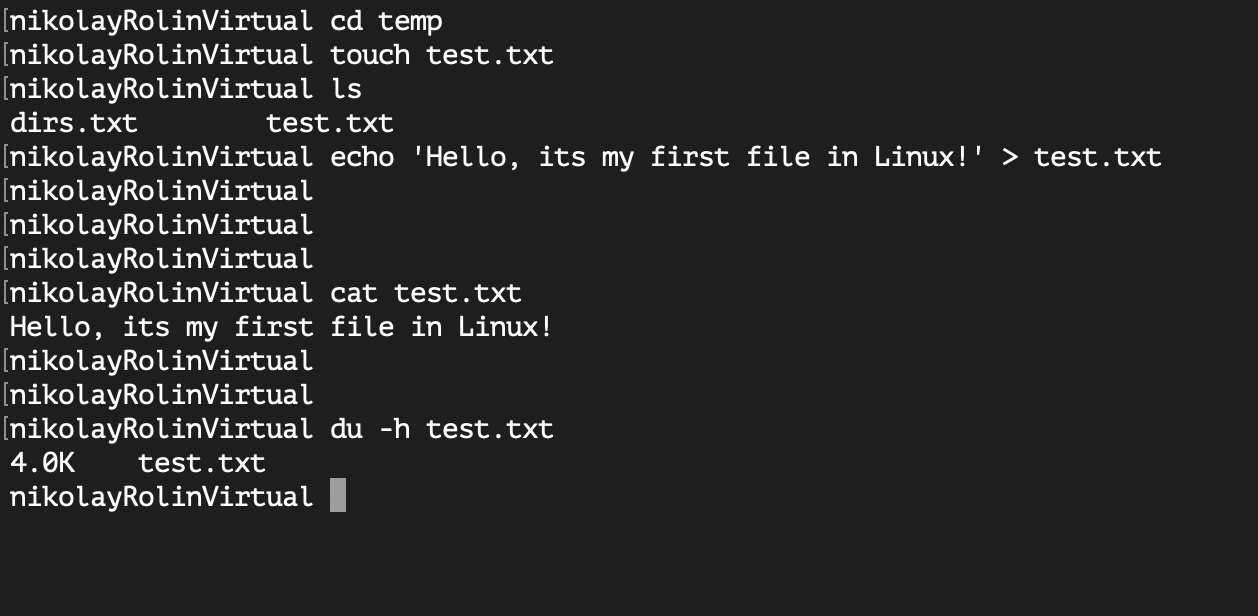 [nikolayRolinVirtual cd temp
[nikolayRolinVirtual touch test.txt
[nikolayRolinVirtual ls
dirs.txt        test.txt
[nikolayRolinVirtual echo 'Hello, its my first file in Linux!' > test.txt
[nikolayRolinVirtual
[nikolayRolinVirtual
[nikolayRolinVirtual
[nikolayRolinVirtual cat test.txt
Hello, its my first file in Linux!
[nikolayRolinVirtual
[nikolayRolinVirtual
[nikolayRolinVirtual du -h test.txt
4.0K    test.txt
nikolayRolinVirtual